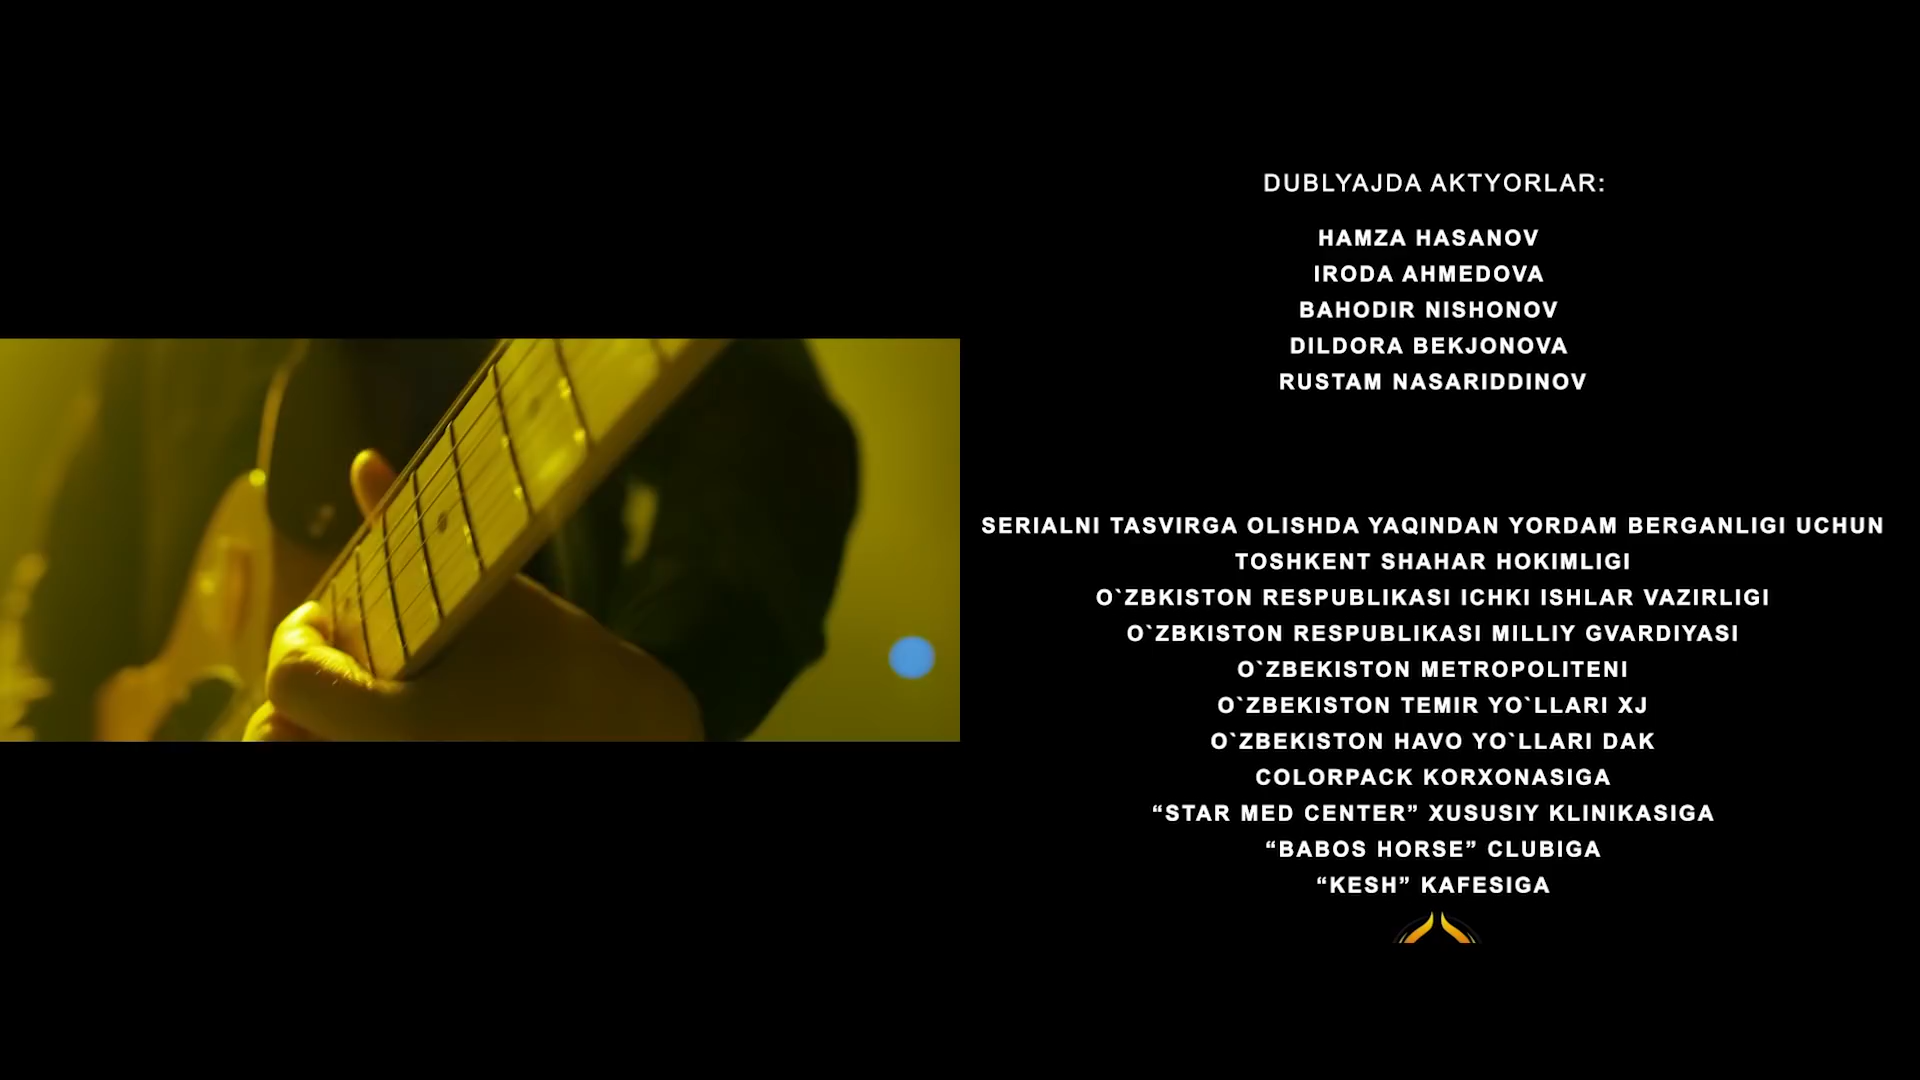 DUBLYAJDA AKTYORLAR:
HAMZA HASANOV
IRODA AHMEDOVA
BAHODIR NISHONOV
DILDORA BEKJONOVA
RUSTAM NASARIDDINOV
SERIALNI TASVIRGA OLISHDA YAQINDAN YORDAM BERGANLIGI UCHUN
TOSHKENT SHAHAR HOKIMLIGI
O`ZBKISTON RESPUBLIKASI ICHKI ISHLAR VAZIRLIGI
O`ZBKISTON RESPUBLIKASI MILLIY GVARDIYASI
O`ZBEKISTON METROPOLITENI
O`ZBEKISTON TEMIR YO`LLARI XJ
O`ZBEKISTON HAVO YO`LLARI DAK
COLORPACK KORXONASIGA
“STAR MED CENTER” XUSUSIY KLINIKASIGA
“BABOS HORSE” CLUBIGA
“KESH” KAFESIGA